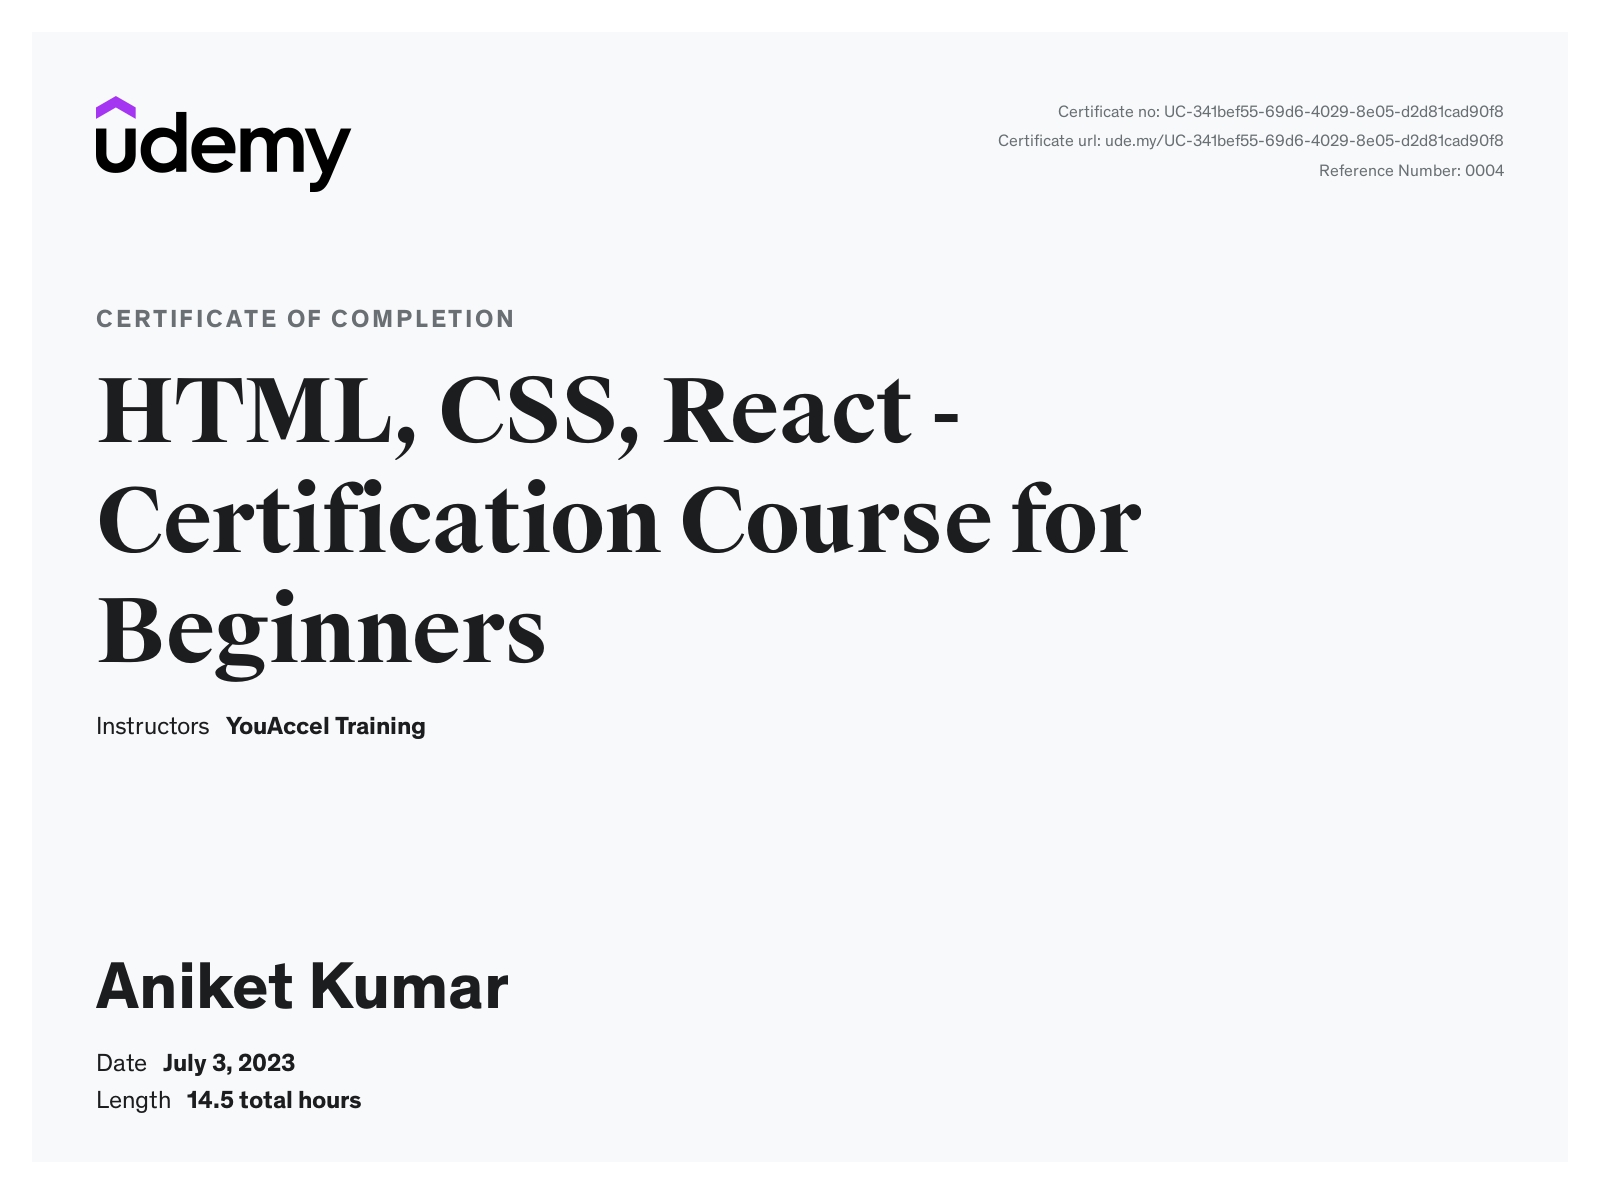 udemy
Certificate no: UC-341bef55-69d6-4029-8e05-d2d81cad90f8
Certificate url: ude.my/UC-341bef55-69d6-4029-8e05-d2d81cad90f8
Reference Number: 0004
CERTIFICATE OF COMPLETION
HTML, CSS, React -
Certification Course for
Beginners
Instructors YouAccel Training
Aniket Kumar
Date July 3, 2023
Length 14.5 total hours